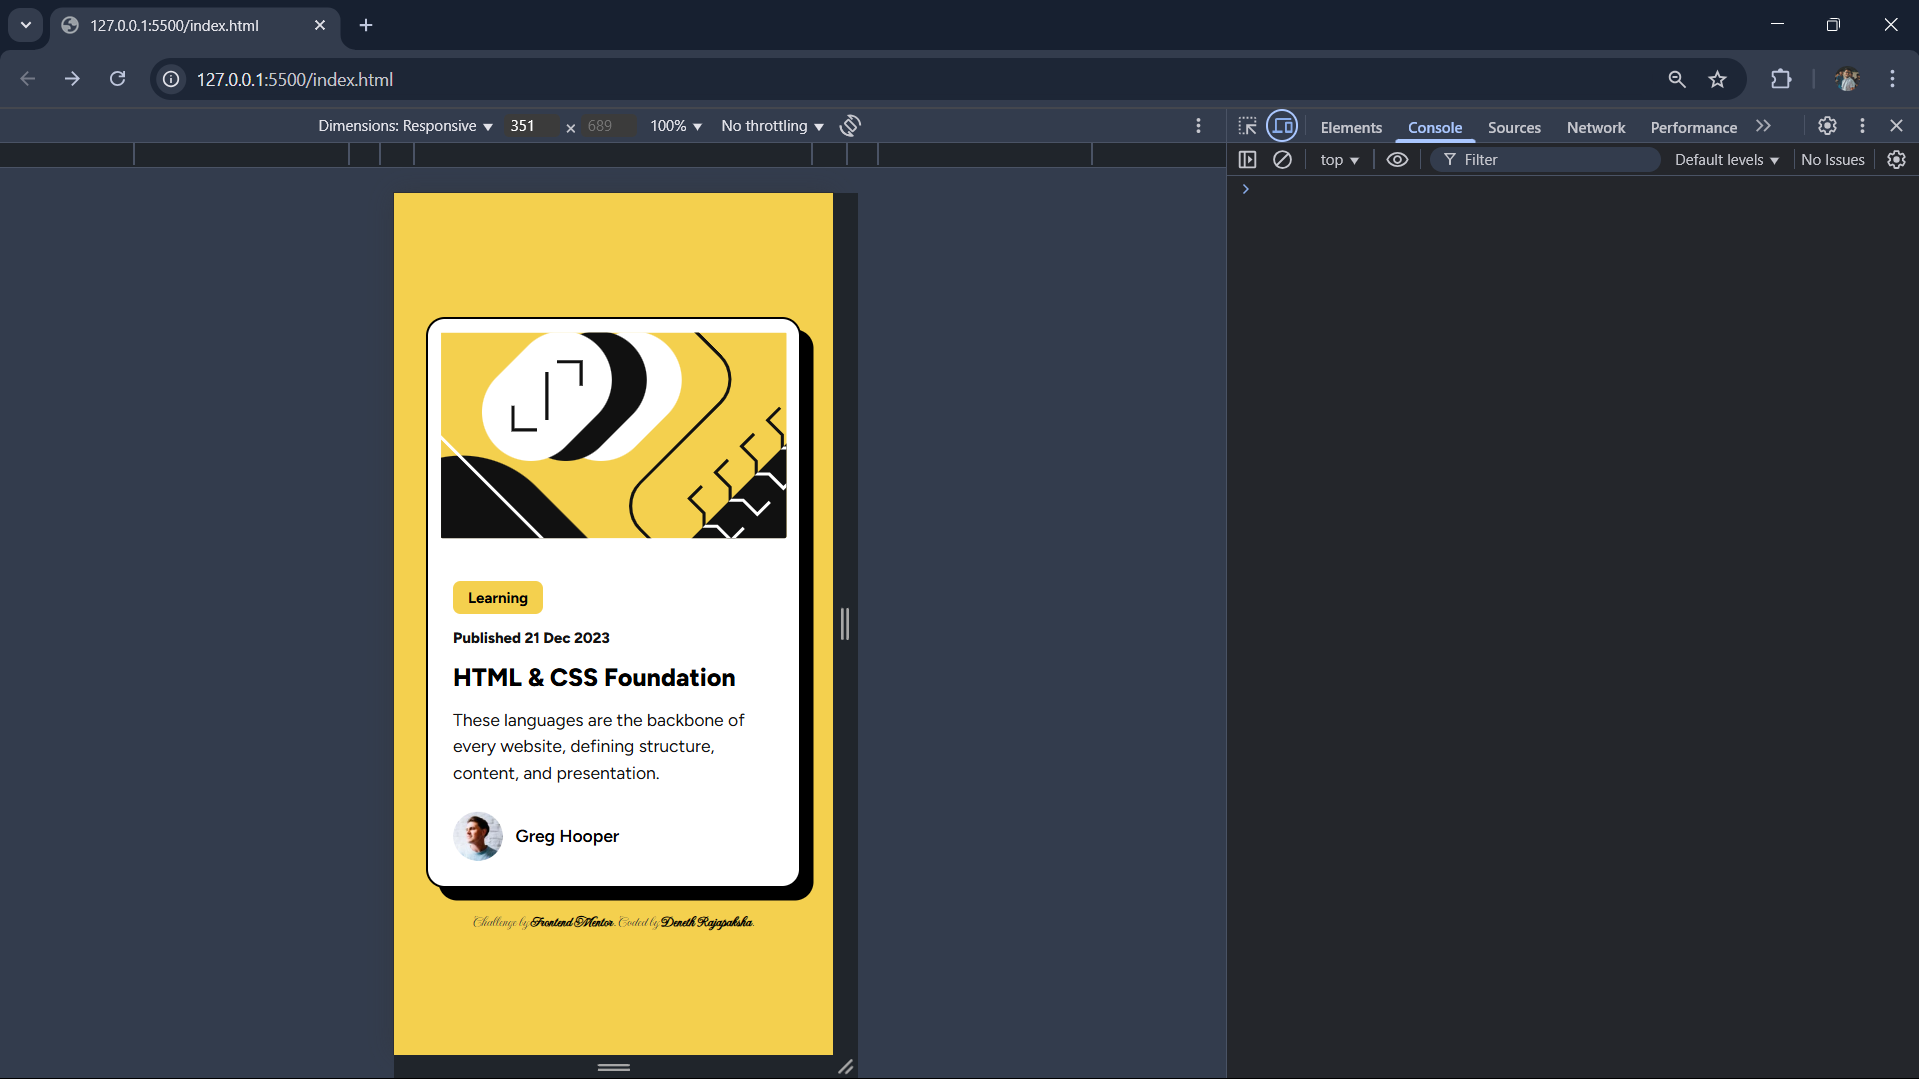 127.0.0.1:5500/index.html
127.0.0.1:5500/index.html
Dimensions: Responsive 351 × 689 100% No throttling
Elements Console Sources Network Performance
top Filter Default levels No Issues
Learning
Published 21 Dec 2023
HTML & CSS Foundation
These languages are the backbone of
every website, defining structure,
content, and presentation.
Greg Hooper
Challenge by Frontend Mentor. Coded by Deneth Rajapaksha.